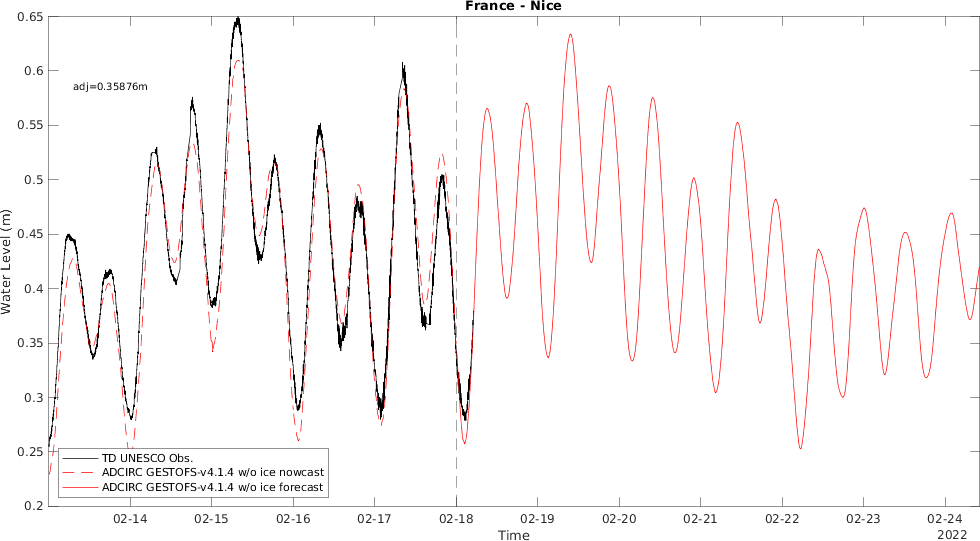 France - Nice
0.65
0.6
0.55
0.5
0.45
0.4
0.35
0.3
0.25
0.2
Water Level (m)
adj=0.35876m
TD UNESCO Obs.
ADCIRC GESTOFS-v4.1.4 w/o ice nowcast
ADCIRC GESTOFS-v4.1.4 w/o ice forecast
02-14 02-15 02-16 02-17 02-18 02-19 02-20 02-21 02-22 02-23 02-24
Time
2022